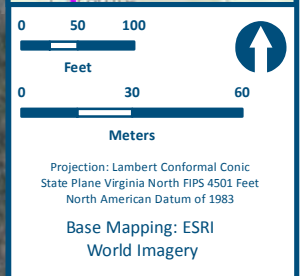 0 50 100
Feet
0 30 60
Meters
Projection: Lambert Conformal Conic
State Plane Virginia North FIPS 4501 Feet
North American Datum of 1983
Base Mapping: ESRI
World Imagery